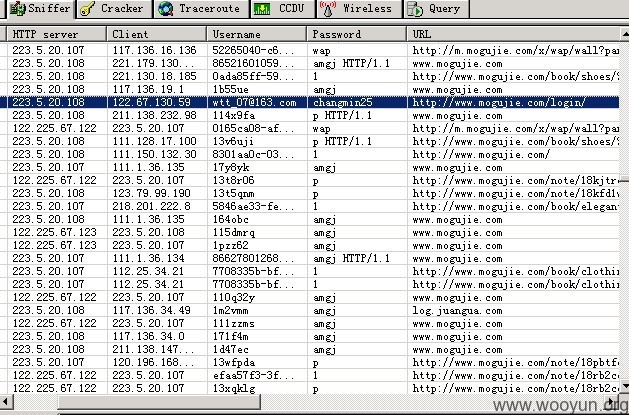 Sniffer Cracker Traceroute CCDU Wireless Query
HTTP server Client Username Password URL
223.5.20.107 117.136.16.136 52265040-c6... wap http://m.mogujie.com/x/wap/wall?pa
223.5.20.108 221.179.130.... 86521601059... amgj HTTP/1.1 www.mogujie.com
223.5.20.108 221.130.18.185 0ada85ff-59... 1 http://www.mogujie.com/book/shoes/
223.5.20.108 117.136.19.1 1b55ue amgj www.mogujie.com
223.5.20.108 122.67.130.59 wtt_07@163.com changmin25 http://www.mogujie.com/login/
223.5.20.108 211.138.232.98 114x9fa p HTTP/1.1 www.mogujie.com
122.225.67.122 223.5.20.107 0165ca08-af... wap http://m.mogujie.com/x/wap/wall?pa
223.5.20.108 111.128.17.100 13v6uji p HTTP/1.1 http://www.mogujie.com/book/shoes/
223.5.20.108 111.150.132.30 8301aa0c-03... 1 http://www.mogujie.com/
223.5.20.107 111.1.36.135 17y8yk amgj www.mogujie.com
122.225.67.122 223.5.20.107 13t8r06 p http://www.mogujie.com/note/18kjtr
223.5.20.108 123.79.99.190 13t5qnm p http://www.mogujie.com/note/18kfdl
223.5.20.107 218.201.222.8 5846ae33-fe... 1 http://www.mogujie.com/book/elegan
223.5.20.108 111.1.36.135 164obc amgj www.mogujie.com
122.225.67.123 223.5.20.108 115dmrq amgj www.mogujie.com
122.225.67.123 223.5.20.107 1pzz62 amgj www.mogujie.com
223.5.20.107 111.1.36.134 86627801268... amgj HTTP/1.1 www.mogujie.com
223.5.20.107 112.25.34.21 7708335b-bf... 1 http://www.mogujie.com/book/clothi
223.5.20.107 112.25.34.21 7708335b-bf... 1 http://www.mogujie.com/book/clothi
122.225.67.122 223.5.20.107 110q32y amgj www.mogujie.com
223.5.20.107 117.136.34.49 1m2vmm amgj log.juangua.com
122.225.67.122 223.5.20.107 111zzms amgj www.mogujie.com
223.5.20.108 117.136.34.0 171f4m amgj www.mogujie.com
223.5.20.108 211.138.147.... 1d47ec amgj www.mogujie.com
223.5.20.107 120.196.168.... 13wfpda p http://www.mogujie.com/note/18pbtf
122.225.67.122 223.5.20.107 efaa57f3-3f... 1 http://www.mogujie.com/note/18rb2c
122.225.67.122 223.5.20.107 13xqklg p http://www.mogujie.com/note/18rb2c
www.wooyun.org